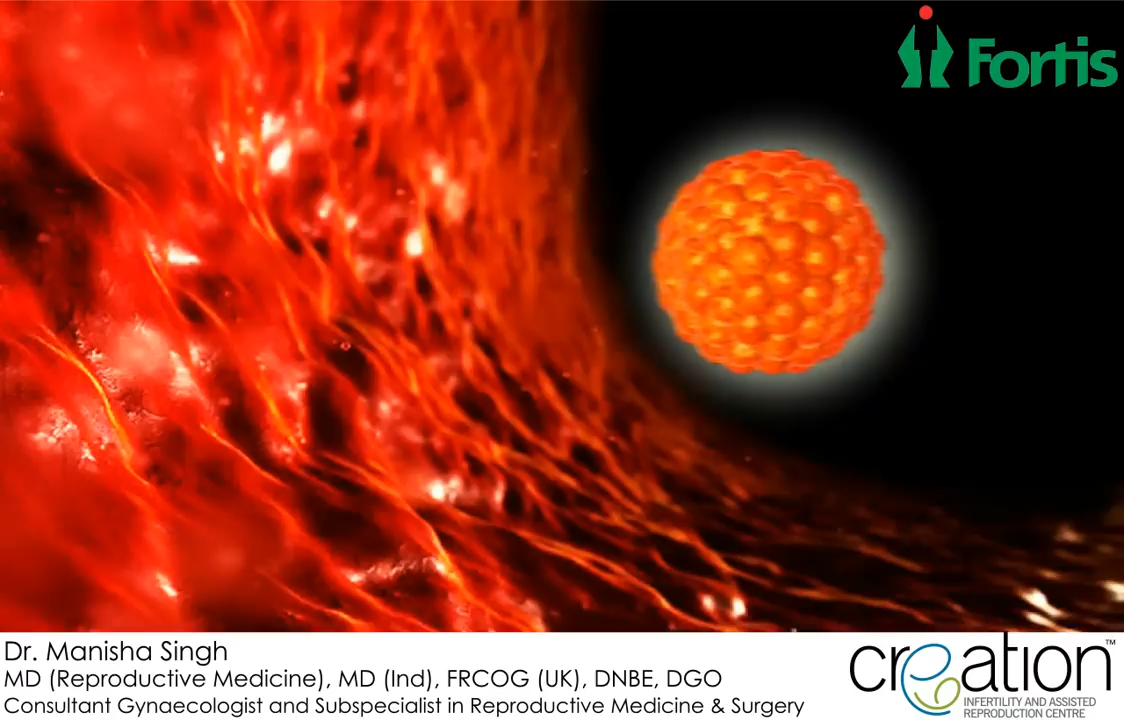 Fortis
Dr. Manisha Singh
MD (Reproductive Medicine), MD (Ind), FRCOG (UK), DNBE, DGO
Consultant Gynaecologist and Subspecialist in Reproductive Medicine & Surgery
creation™
INFERTILITY AND ASSISTED
REPRODUCTION CENTRE